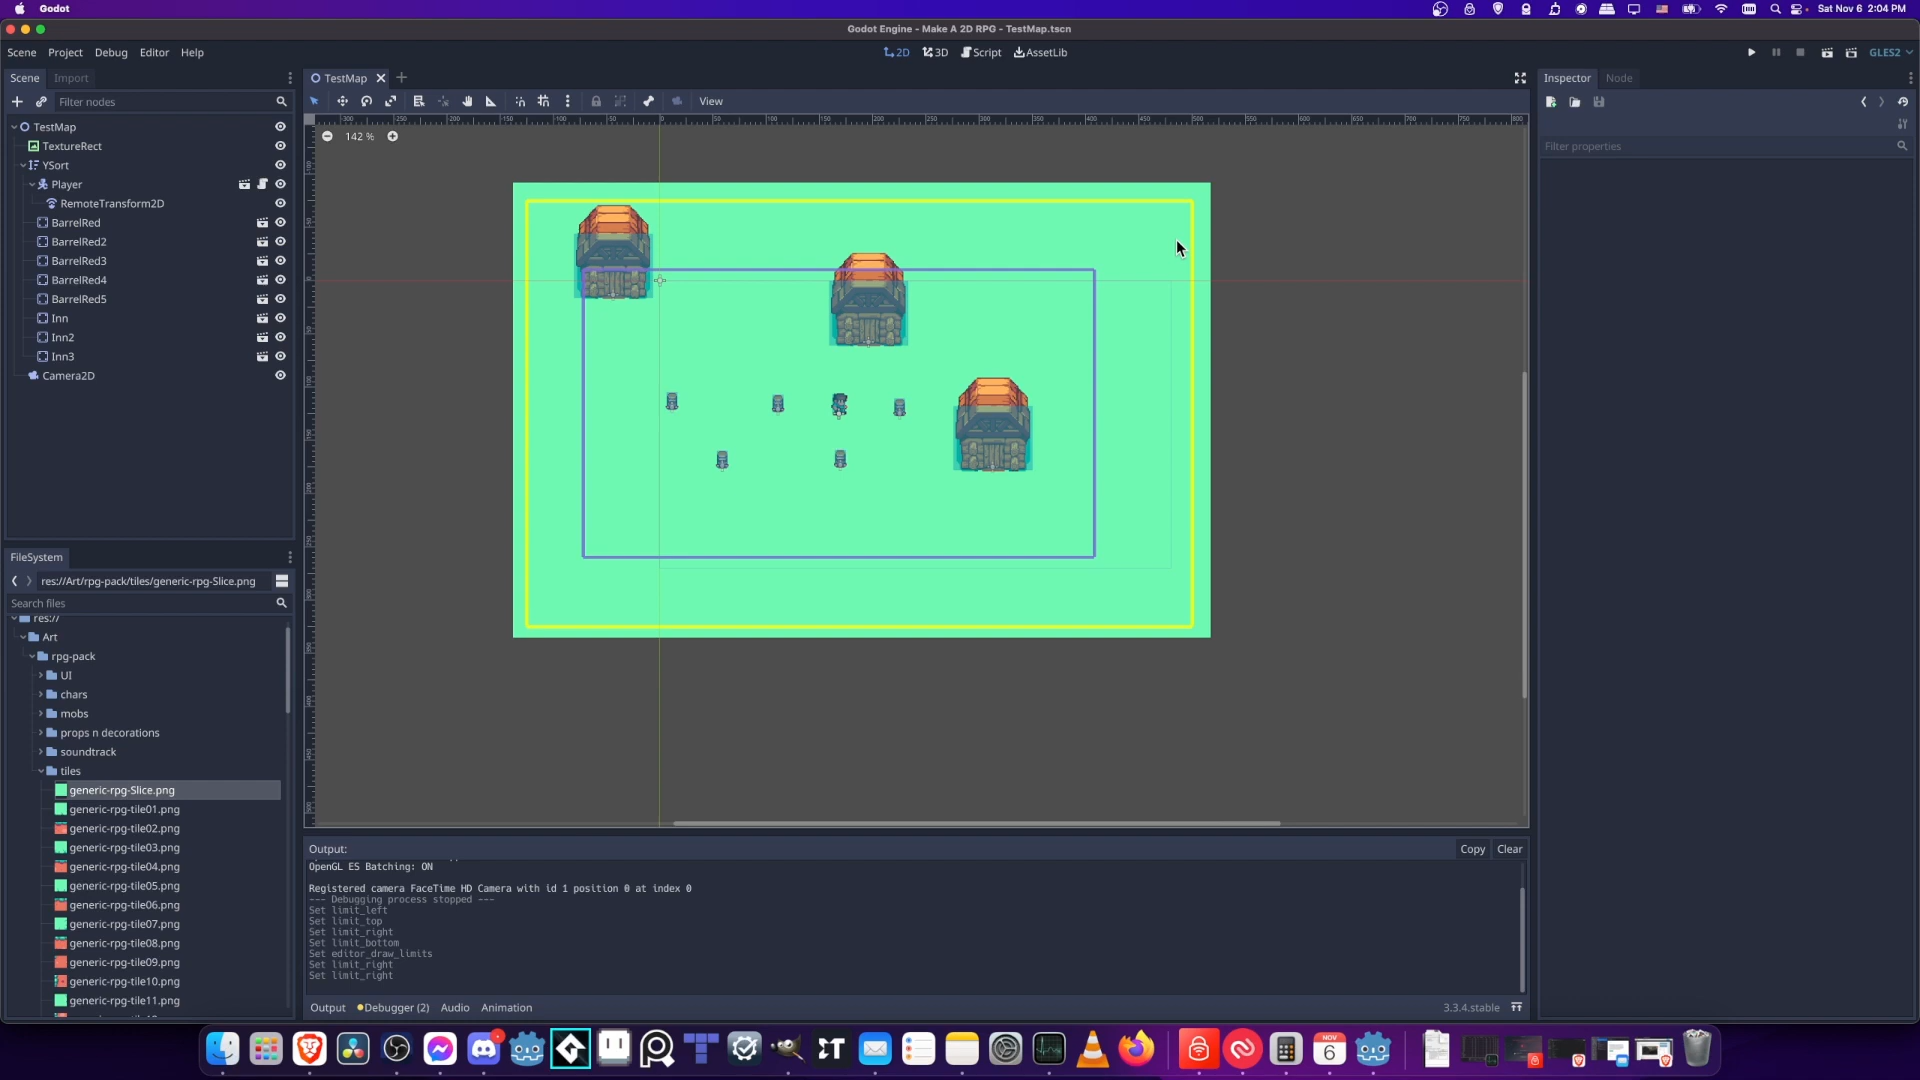 Godot
Sat Nov 6 2:04 PM
Godot Engine - Make A 2D RPG - TestMap.tscn
Scene Project Debug Editor Help
2D 3D Script AssetLib
GLES2
Scene Import
TestMap
Inspector Node
Filter nodes
View
142 %
Filter properties
TestMap
TextureRect
YSort
Player
RemoteTransform2D
BarrelRed
BarrelRed2
BarrelRed3
BarrelRed4
BarrelRed5
Inn
Inn2
Inn3
Camera2D
FileSystem
res://Art/rpg-pack/tiles/generic-rpg-Slice.png
Search files
res://
Art
rpg-pack
UI
chars
mobs
props n decorations
soundtrack
tiles
generic-rpg-Slice.png
generic-rpg-tile01.png
generic-rpg-tile02.png
generic-rpg-tile03.png
generic-rpg-tile04.png
generic-rpg-tile05.png
generic-rpg-tile06.png
generic-rpg-tile07.png
generic-rpg-tile08.png
generic-rpg-tile09.png
generic-rpg-tile10.png
generic-rpg-tile11.png
Output:
Copy Clear
OpenGL ES Batching: ON
Registered camera FaceTime HD Camera with id 1 position 0 at index 0
--- Debugging process stopped ---
Set limit_left
Set limit_top
Set limit_right
Set limit_bottom
Set editor_draw_limits
Set limit_right
Set limit_right
Output Debugger (2) Audio Animation
3.3.4.stable
NOV
6